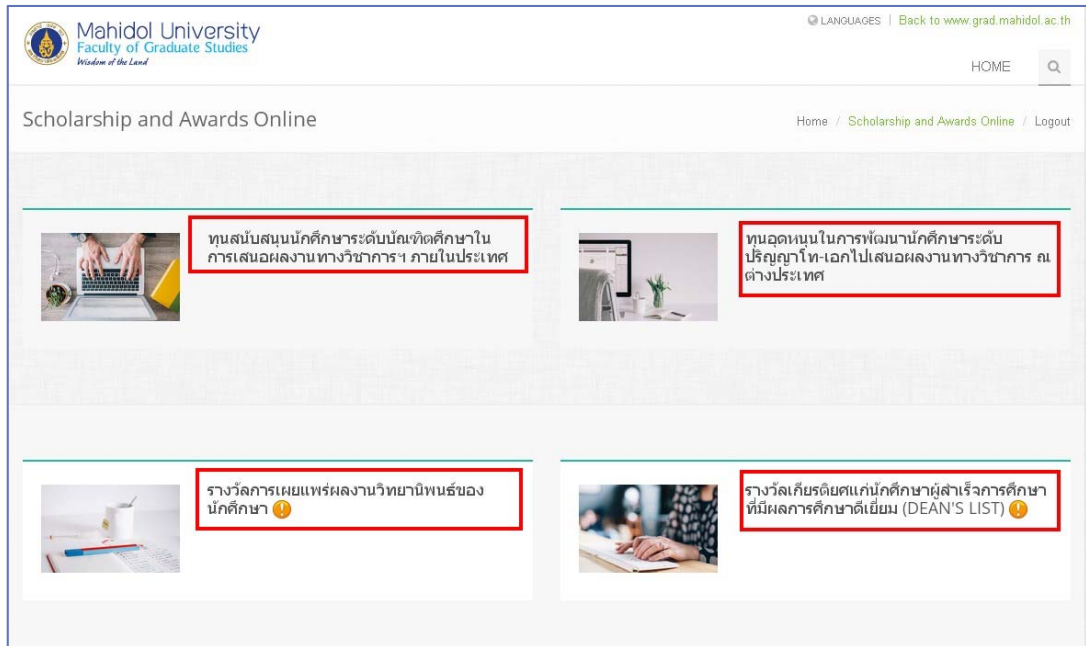 Mahidol University
Faculty of Graduate Studies
Wisdom of the Land
LANGUAGES | Back to www.grad.mahidol.ac.th
HOME
Scholarship and Awards Online
Home / Scholarship and Awards Online / Logout
ทุนสนับสนุนนักศึกษาระดับบัณฑิตศึกษาใน
การเสนอผลงานทางวิชาการฯ ภายในประเทศ
ทุนอุดหนุนในการพัฒนานักศึกษาระดับ
ปริญญาโท-เอกไปเสนอผลงานทางวิชาการ ณ
ต่างประเทศ
รางวัลการเผยแพร่ผลงานวิทยานิพนธ์ของ
นักศึกษา
รางวัลเกียรติยศแก่นักศึกษาผู้สำเร็จการศึกษา
ที่มีผลการศึกษาดีเยี่ยม (DEAN'S LIST)